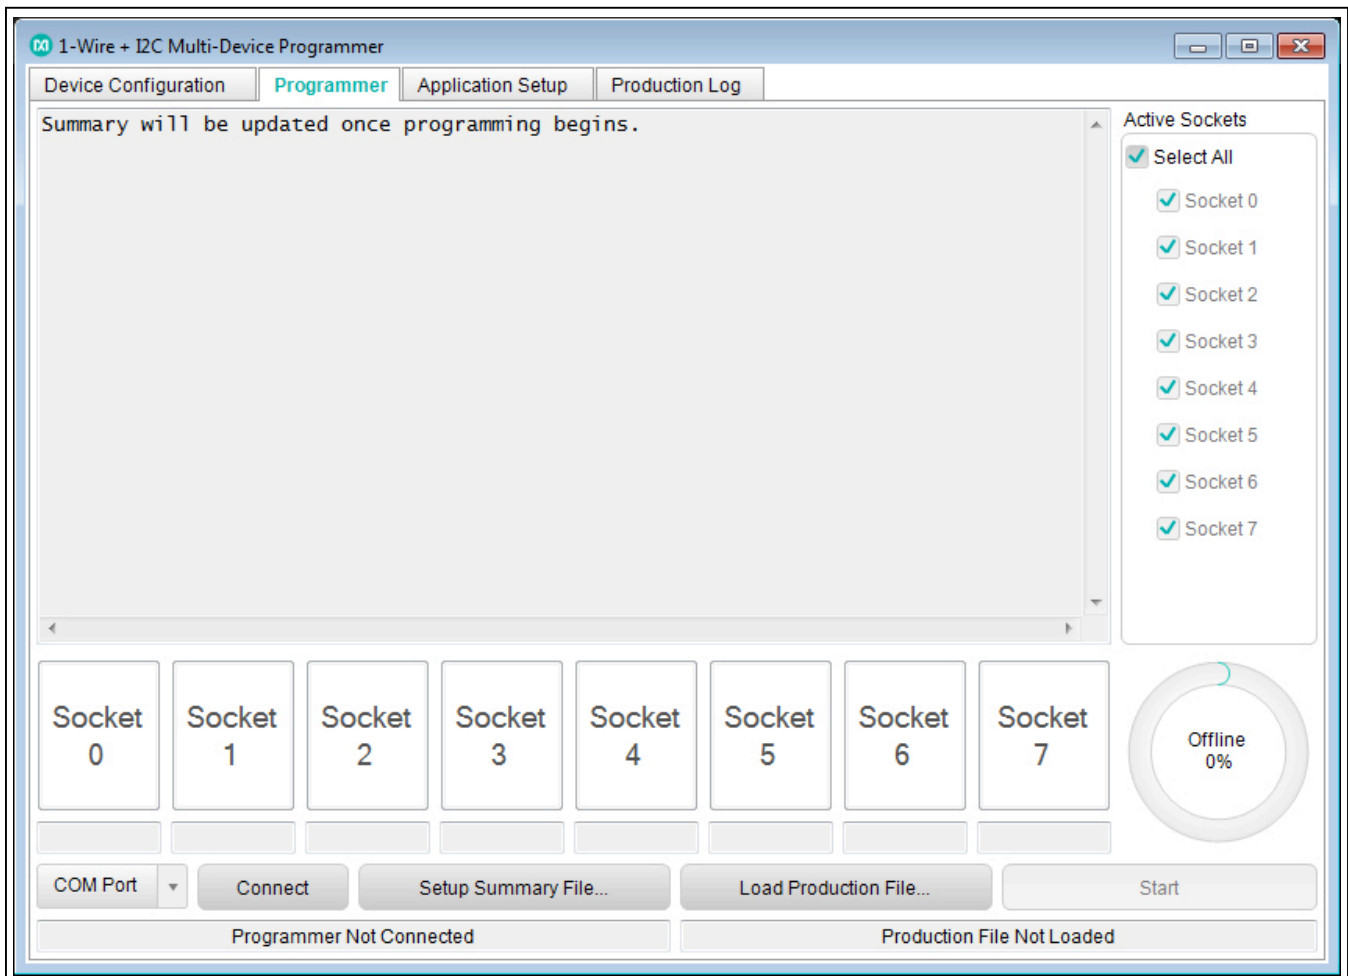 1-Wire + I2C Multi-Device Programmer
Device Configuration
Programmer
Application Setup
Production Log
Summary will be updated once programming begins.
Active Sockets
Select All
Socket 0
Socket 1
Socket 2
Socket 3
Socket 4
Socket 5
Socket 6
Socket 7
Socket
0
Socket
1
Socket
2
Socket
3
Socket
4
Socket
5
Socket
6
Socket
7
Offline
0%
COM Port
Connect
Setup Summary File...
Load Production File...
Start
Programmer Not Connected
Production File Not Loaded